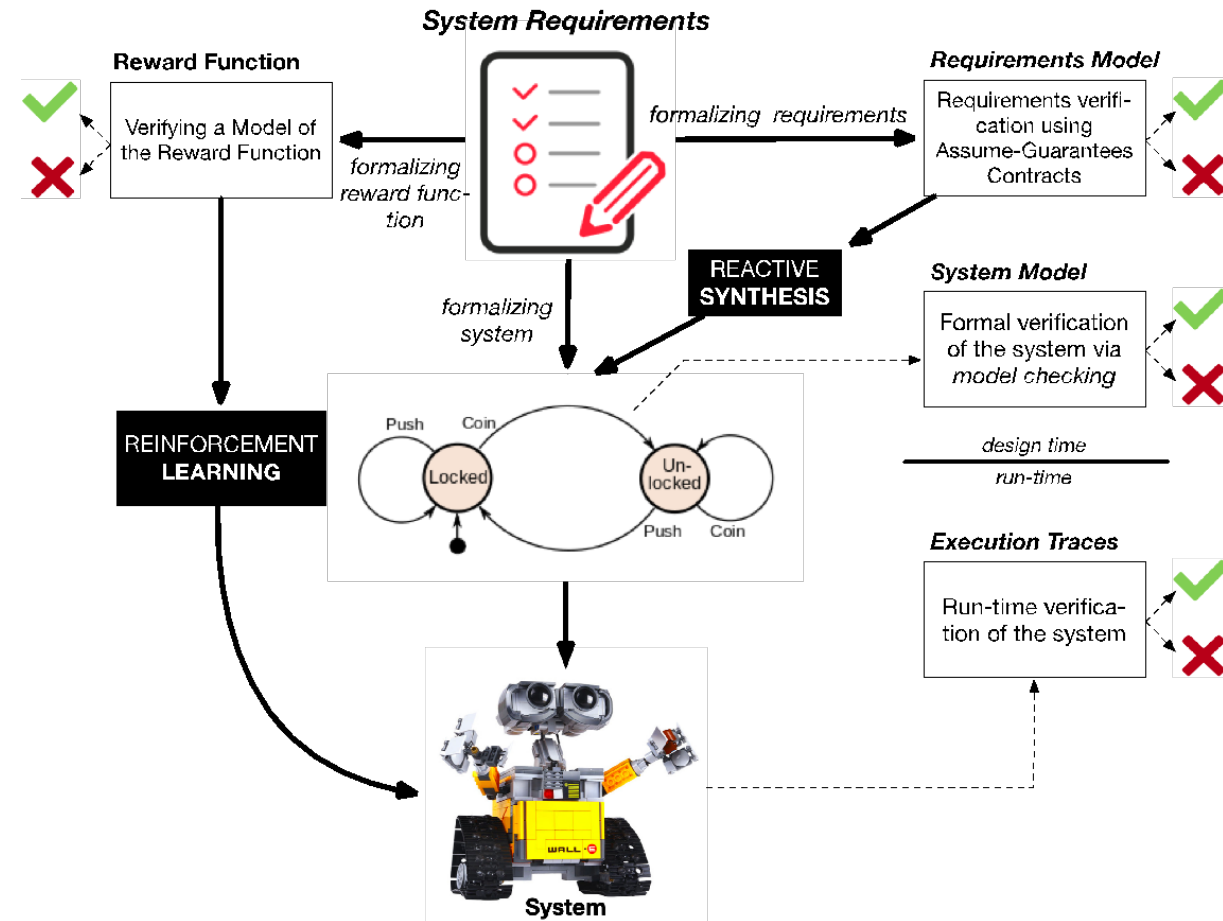 System Requirements
Reward Function
Verifying a Model of
the Reward Function
formalizing
reward func-
tion
formalizing requirements
Requirements Model
Requirements verifi-
cation using
Assume-Guarantees
Contracts
REACTIVE
SYNTHESIS
formalizing
system
System Model
Formal verification
of the system via
model checking
REINFORCEMENT
LEARNING
Push
Coin
Locked
Un-
locked
Push
Coin
design time
run-time
Execution Traces
Run-time verifica-
tion of the system
WALL·E
System